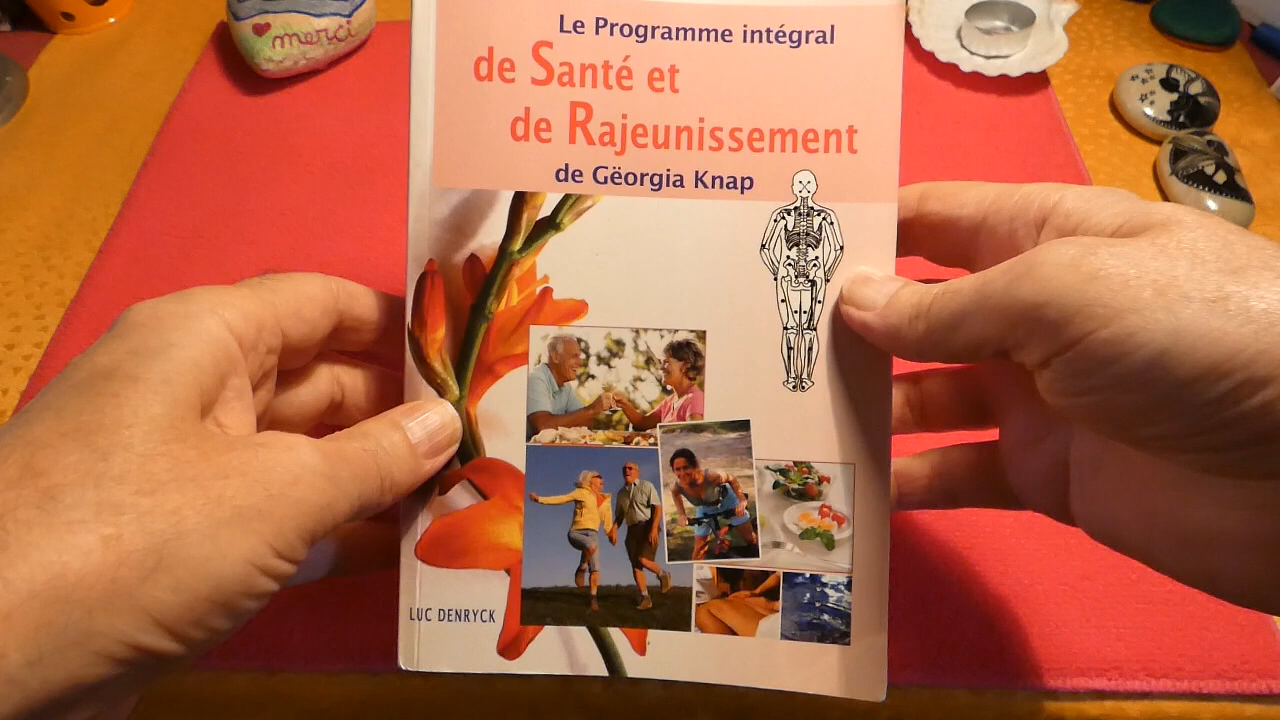 merci
Le Programme intégral
de Santé et
de Rajeunissement
de Gëorgia Knap
LUC DENRYCK